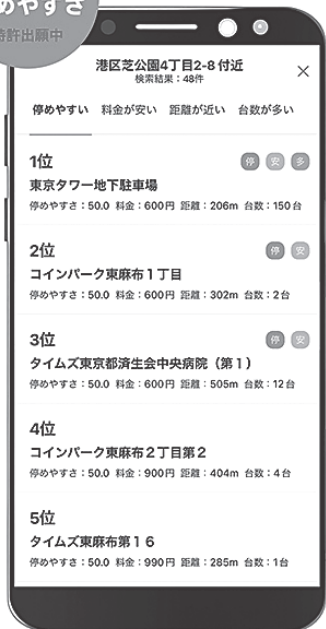 めやすさ
特許出願中
港区芝公園4丁目2-8 付近
検索結果：48件
停めやすい 料金が安い 距離が近い 台数が多い
1位 停 安 多
東京タワー地下駐車場
停めやすさ：50.0 料金：600円 距離：206m 台数：150台
2位 停 安
コインパーク東麻布１丁目
停めやすさ：50.0 料金：600円 距離：302m 台数：2台
3位 停 安
タイムズ東京都済生会中央病院（第１）
停めやすさ：50.0 料金：600円 距離：505m 台数：12台
4位
コインパーク東麻布２丁目第２
停めやすさ：50.0 料金：900円 距離：404m 台数：4台
5位
タイムズ東麻布第１６
停めやすさ：50.0 料金：990円 距離：285m 台数：1台